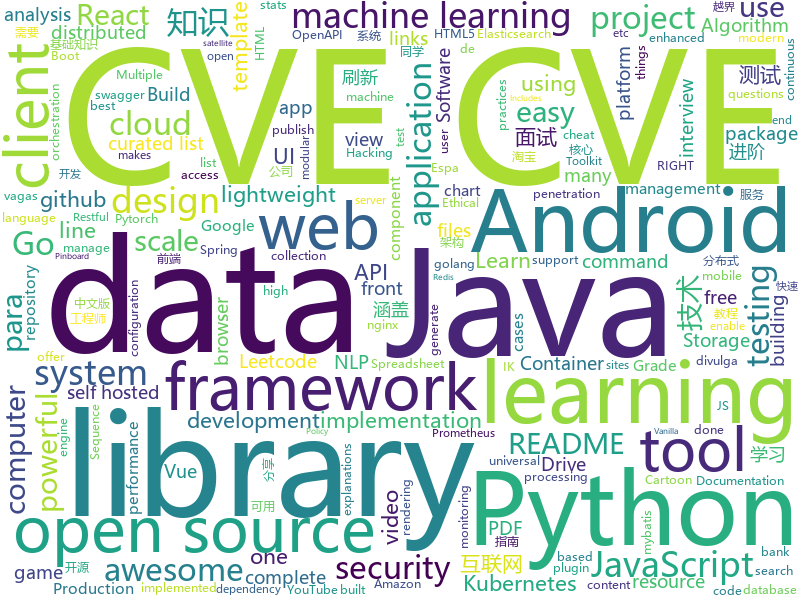 analysis React 知识 machine learning project use 越界 需要 stats
OpenAPI 系统 HTML5 Elasticsearch etc modern
distributed 基础知识 Boot template HTML open satellite links 同学 de Algorithm enhanced things continuous
Multiple swagger best orchestration client CVE CVE
刷新 Software platform 测试 using
cloud Build app machine publish modular practices interview questions end
curated list UI view user Hacking test easy cheat package
makes list access 公司 application 面试 核心 淘宝 Toolkit RIGHT 进阶
开发 design chart component Ethical Espa many management 服务
vagas github lightweight penetration Android
language Restful Pytorch Google web 架构
Go line scale manage server Spring golang Learn support command 分布式 mobile
Pinboard 前端 collection API front Redis cases free 快速
para repository 中文版 工程师 configuration data Java 技术 教程 enable testing building
browser high 涵盖 nginx generate Storage
system Leetcode NLP Spreadsheet IK Container sites Grade divulga
offer self hosted framework learning JS
computer powerful development implementation Prometheus
library tool
performance Vue engine Sequence explanations 分享 README universal Drive Vanilla done 学习
Policy video rendering monitoring processing Cartoon Documentation
open source Python PDF 指南 plugin mybatis bank
可用 security 互联网 JavaScript search
game awesome one content based resource
Production complete Kubernetes code database
implemented dependency YouTube built 开源 Amazon Includes